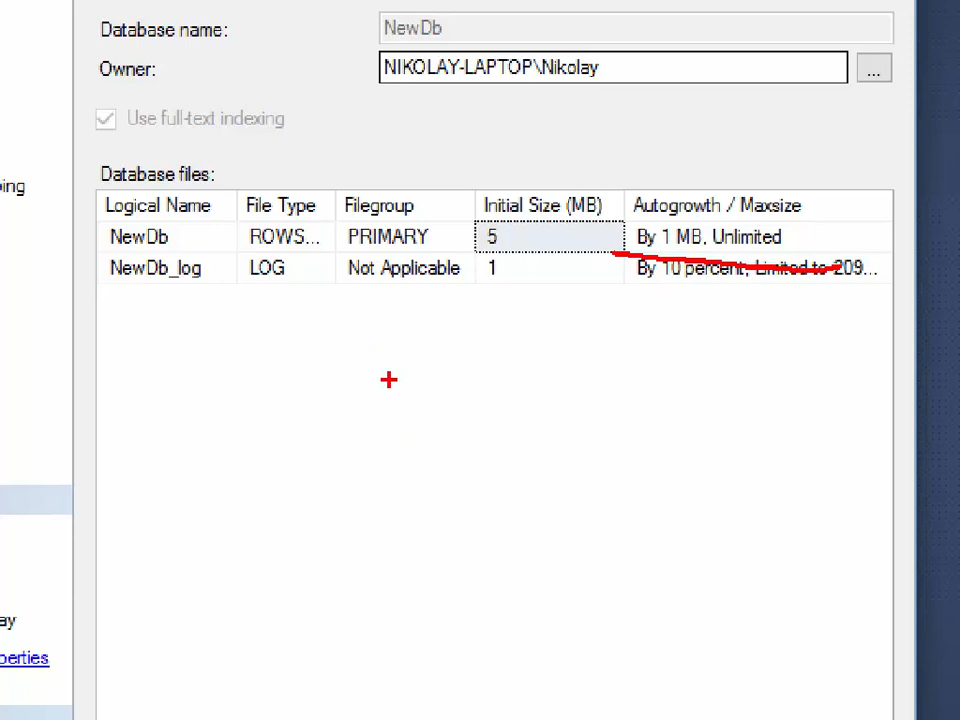 Database name: NewDb
Owner: NIKOLAY-LAPTOP\Nikolay ...
Use full-text indexing
Database files:
ping
Logical Name File Type Filegroup Initial Size (MB) Autogrowth / Maxsize
NewDb ROWS... PRIMARY 5 By 1 MB, Unlimited
NewDb_log LOG Not Applicable 1 By 10 percent, Limited to 209...
ay
perties